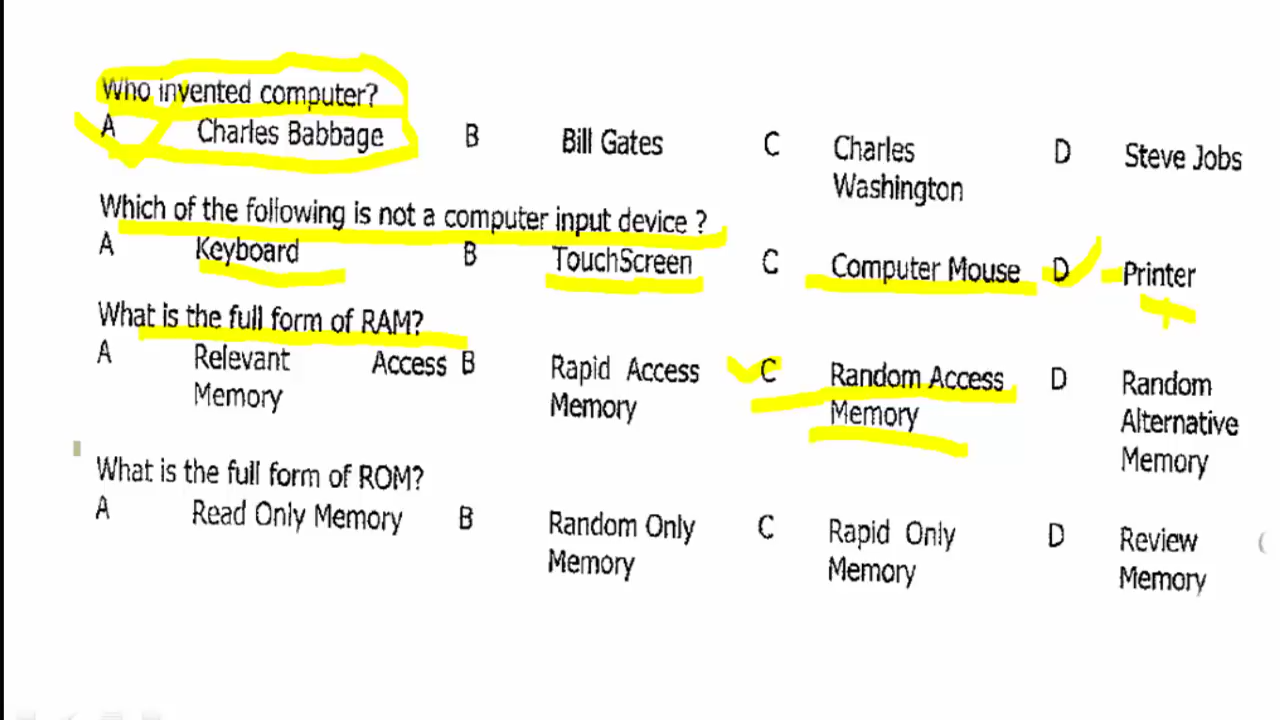 Who invented computer?
A Charles Babbage B Bill Gates C Charles Washington D Steve Jobs
Which of the following is not a computer input device ?
A Keyboard B TouchScreen C Computer Mouse D Printer
What is the full form of RAM?
A Relevant Access Memory B Rapid Access Memory C Random Access Memory D Random Alternative Memory
What is the full form of ROM?
A Read Only Memory B Random Only Memory C Rapid Only Memory D Review Memory